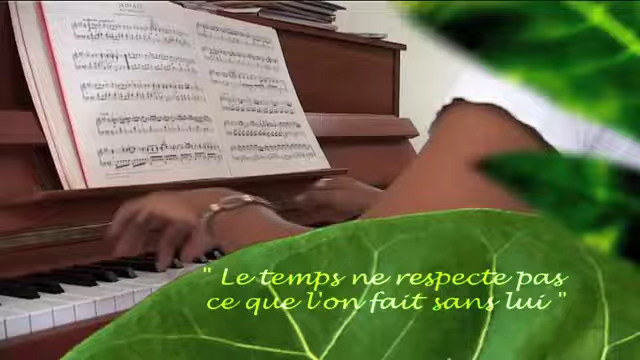 " Le temps ne respecte pas
ce que l'on fait sans lui "